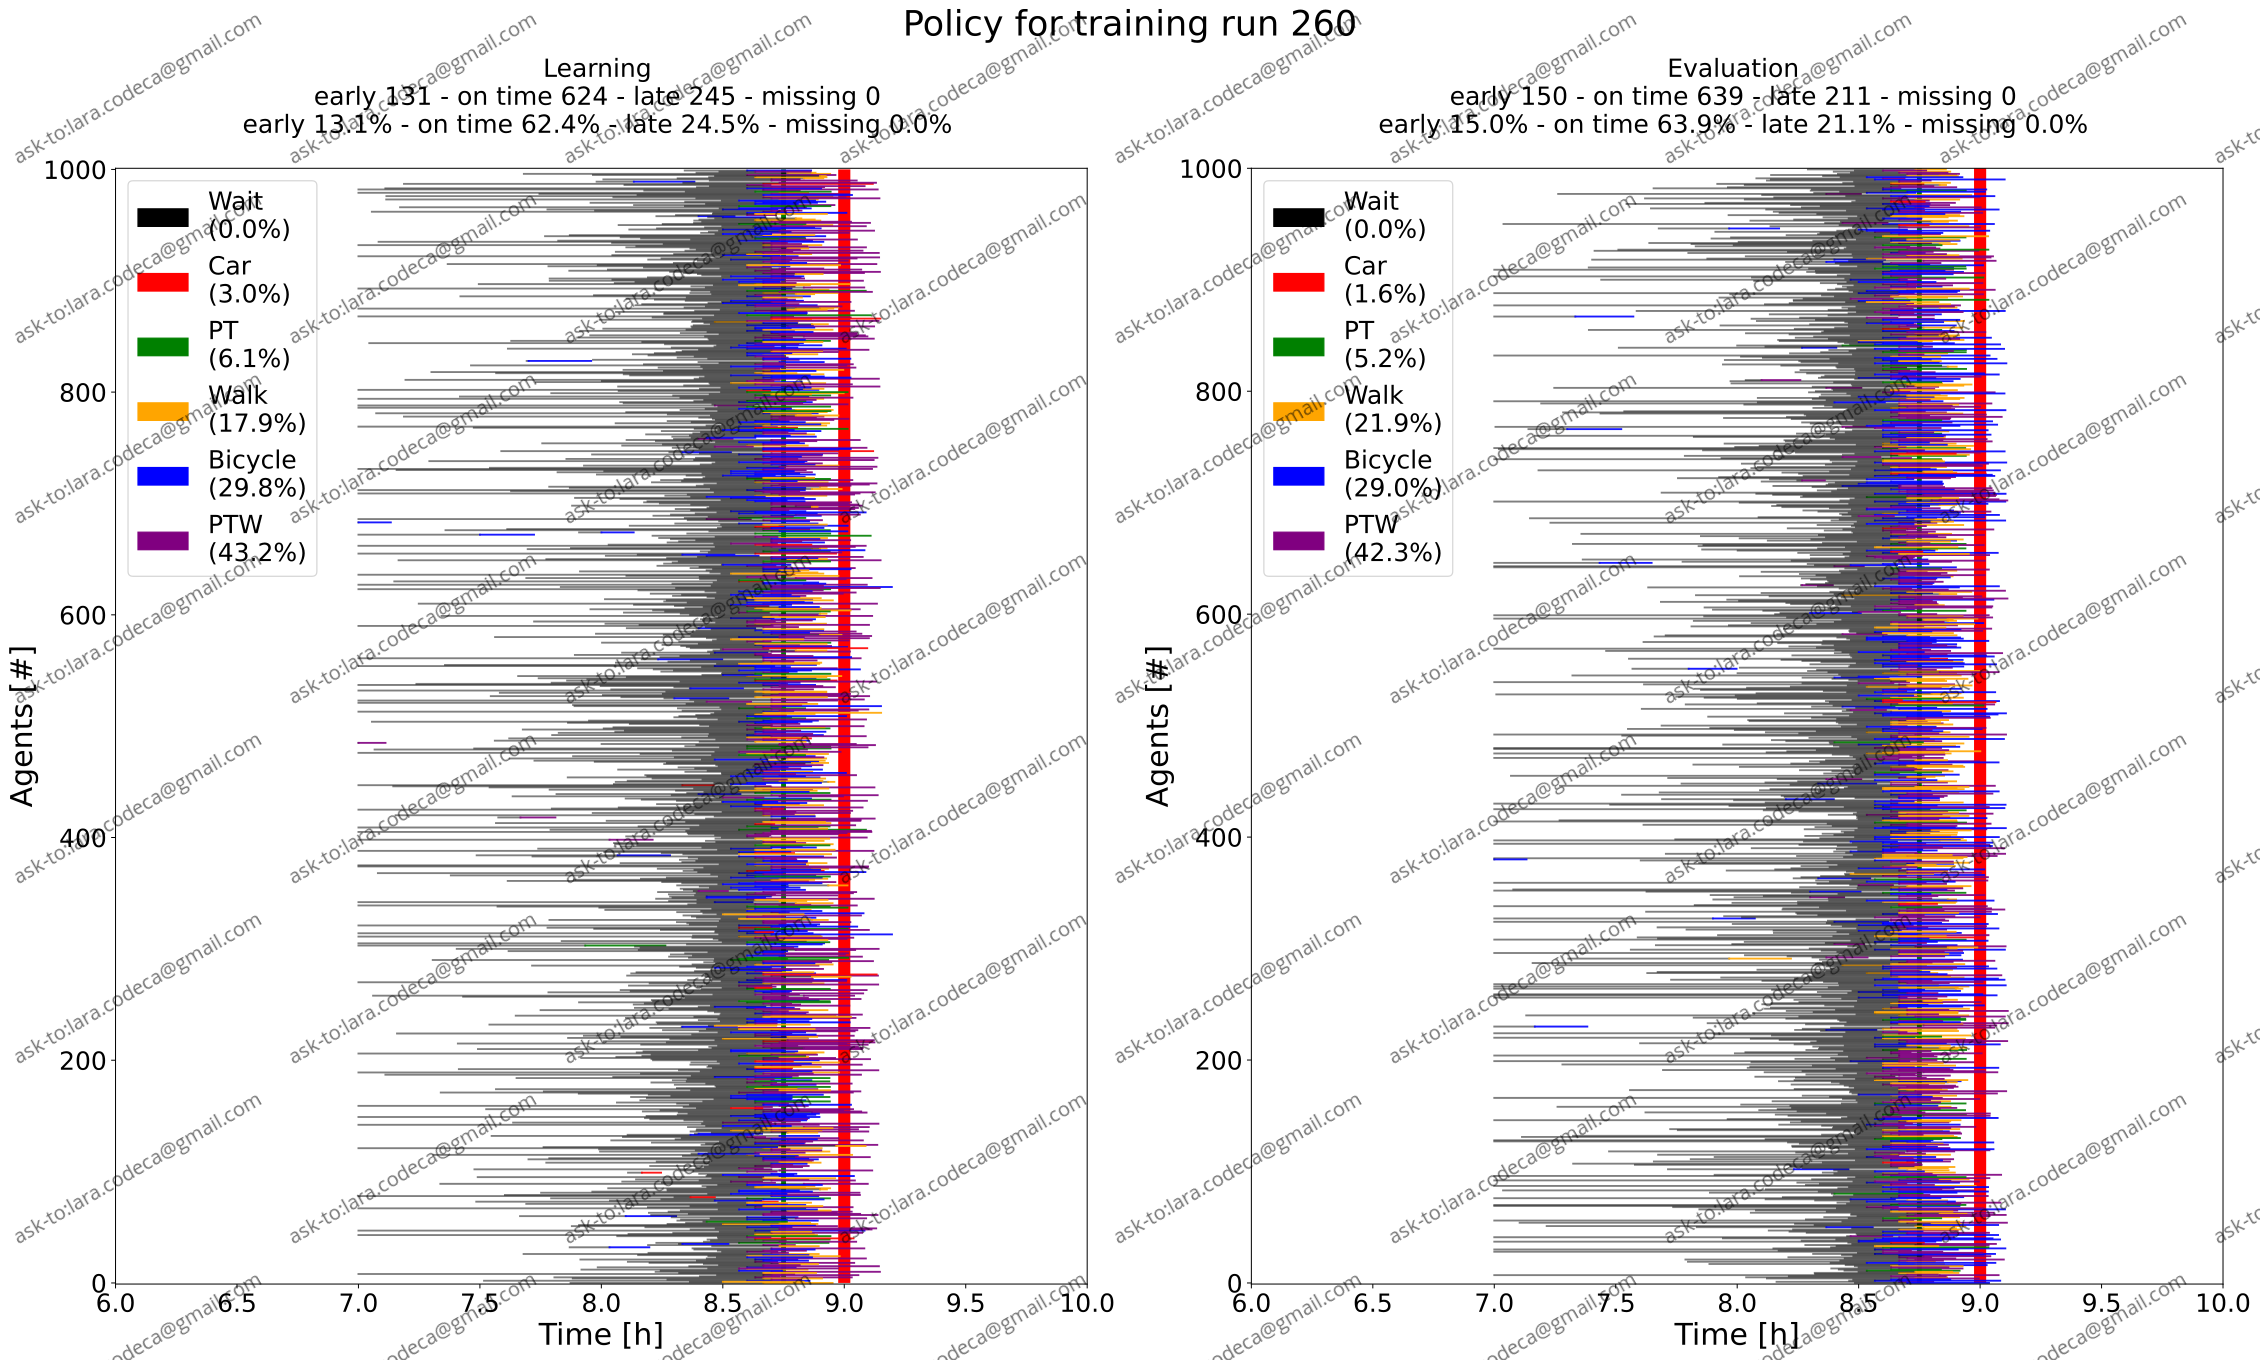 Policy for training run 260
Learning
early 131 - on time 624 - late 245 - missing 0
early 13.1% - on time 62.4% - late 24.5% - missing 0.0%
Agents [#]
1000
800
600
400
200
0
Wait
(0.0%)
Car
(3.0%)
PT
(6.1%)
Walk
(17.9%)
Bicycle
(29.8%)
PTW
(43.2%)
6.0 6.5 7.0 7.5 8.0 8.5 9.0 9.5 10.0
Time [h]
Evaluation
early 150 - on time 639 - late 211 - missing 0
early 15.0% - on time 63.9% - late 21.1% - missing 0.0%
Agents [#]
1000
800
600
400
200
0
Wait
(0.0%)
Car
(1.6%)
PT
(5.2%)
Walk
(21.9%)
Bicycle
(29.0%)
PTW
(42.3%)
6.0 6.5 7.0 7.5 8.0 8.5 9.0 9.5 10.0
Time [h]
ask-to:lara.codeca@gmail.com